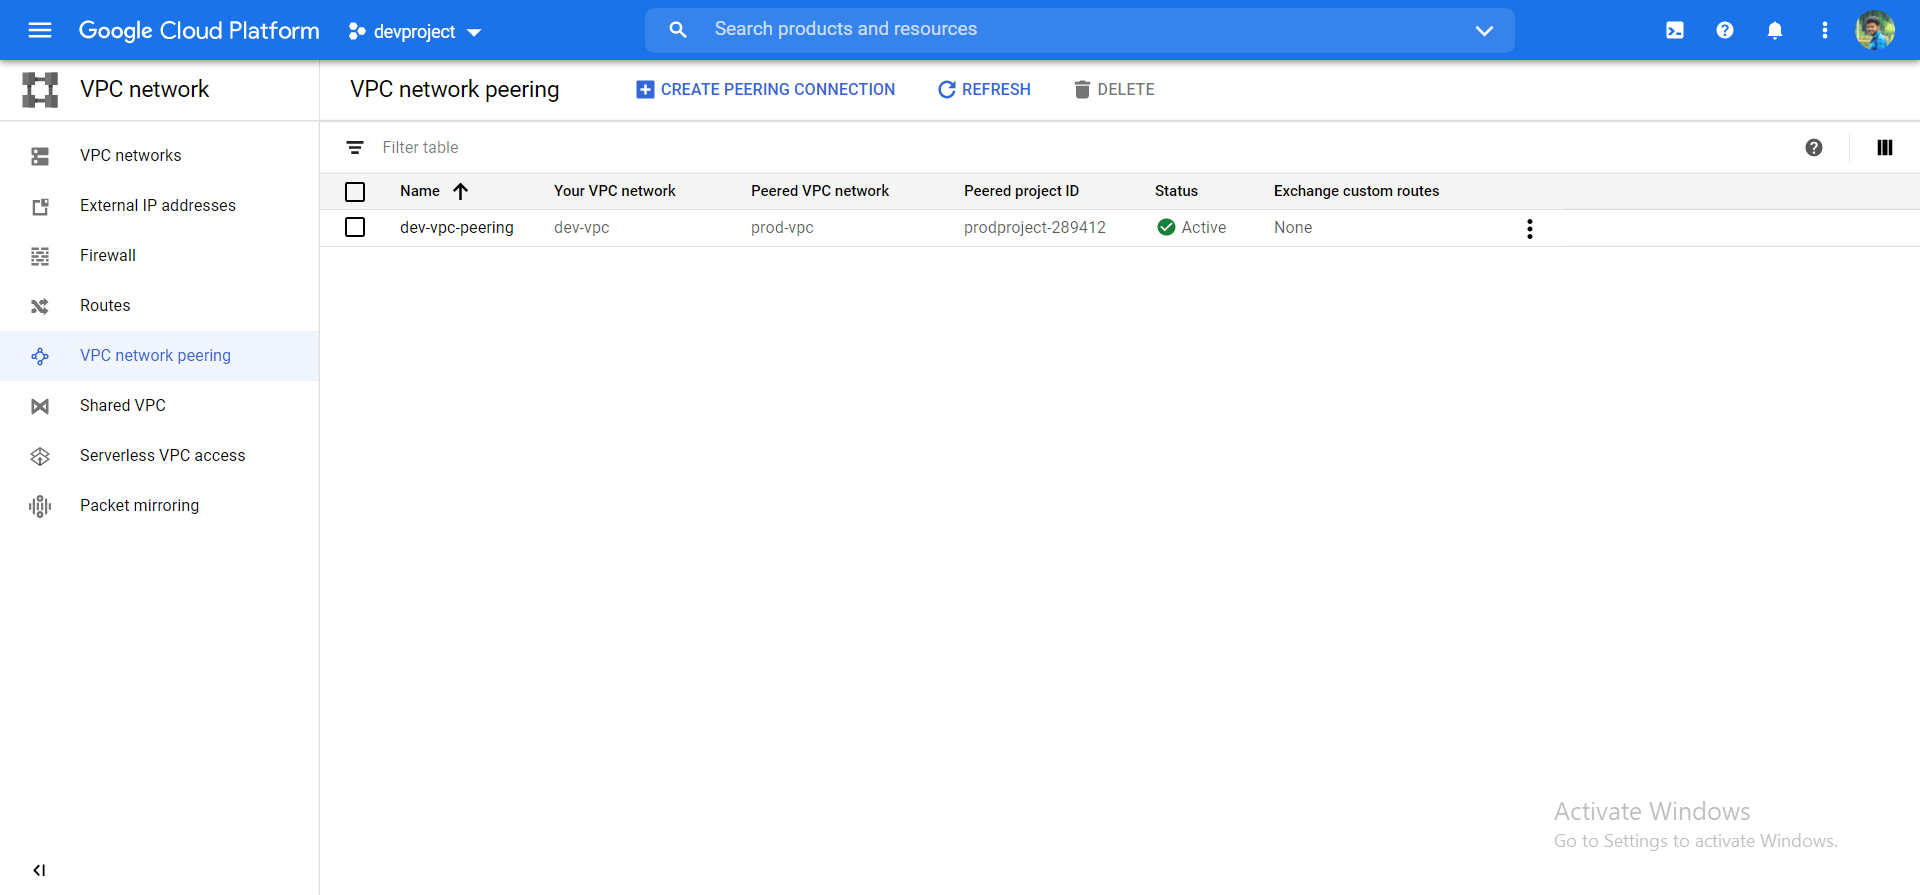 Google Cloud Platform devproject Search products and resources
VPC network
VPC network peering CREATE PEERING CONNECTION REFRESH DELETE
VPC networks
External IP addresses
Firewall
Routes
VPC network peering
Shared VPC
Serverless VPC access
Packet mirroring
Filter table
Name Your VPC network Peered VPC network Peered project ID Status Exchange custom routes
dev-vpc-peering dev-vpc prod-vpc prodproject-289412 Active None
Activate Windows
Go to Settings to activate Windows.